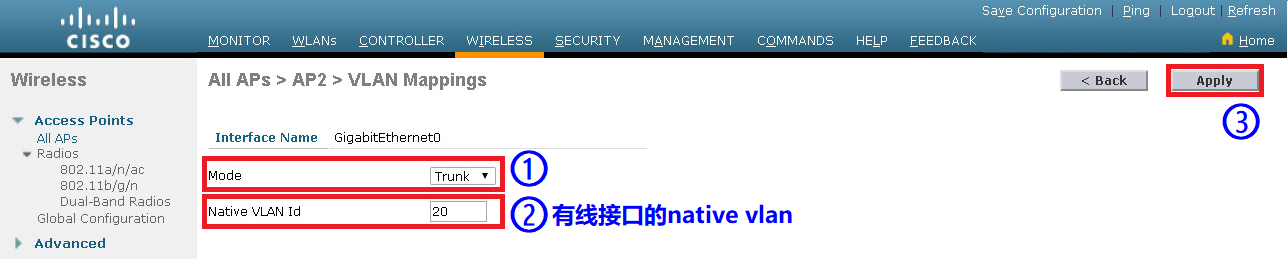 Save Configuration | Ping | Logout | Refresh
CISCO
MONITOR WLANs CONTROLLER WIRELESS SECURITY MANAGEMENT COMMANDS HELP FEEDBACK Home
Wireless
All APs > AP2 > VLAN Mappings
< Back
Apply
③
Access Points
All APs
Radios
802.11a/n/ac
802.11b/g/n
Dual-Band Radios
Global Configuration
Advanced
Interface Name GigabitEthernet0
Mode Trunk ①
Native VLAN Id 20 ②有线接口的native vlan